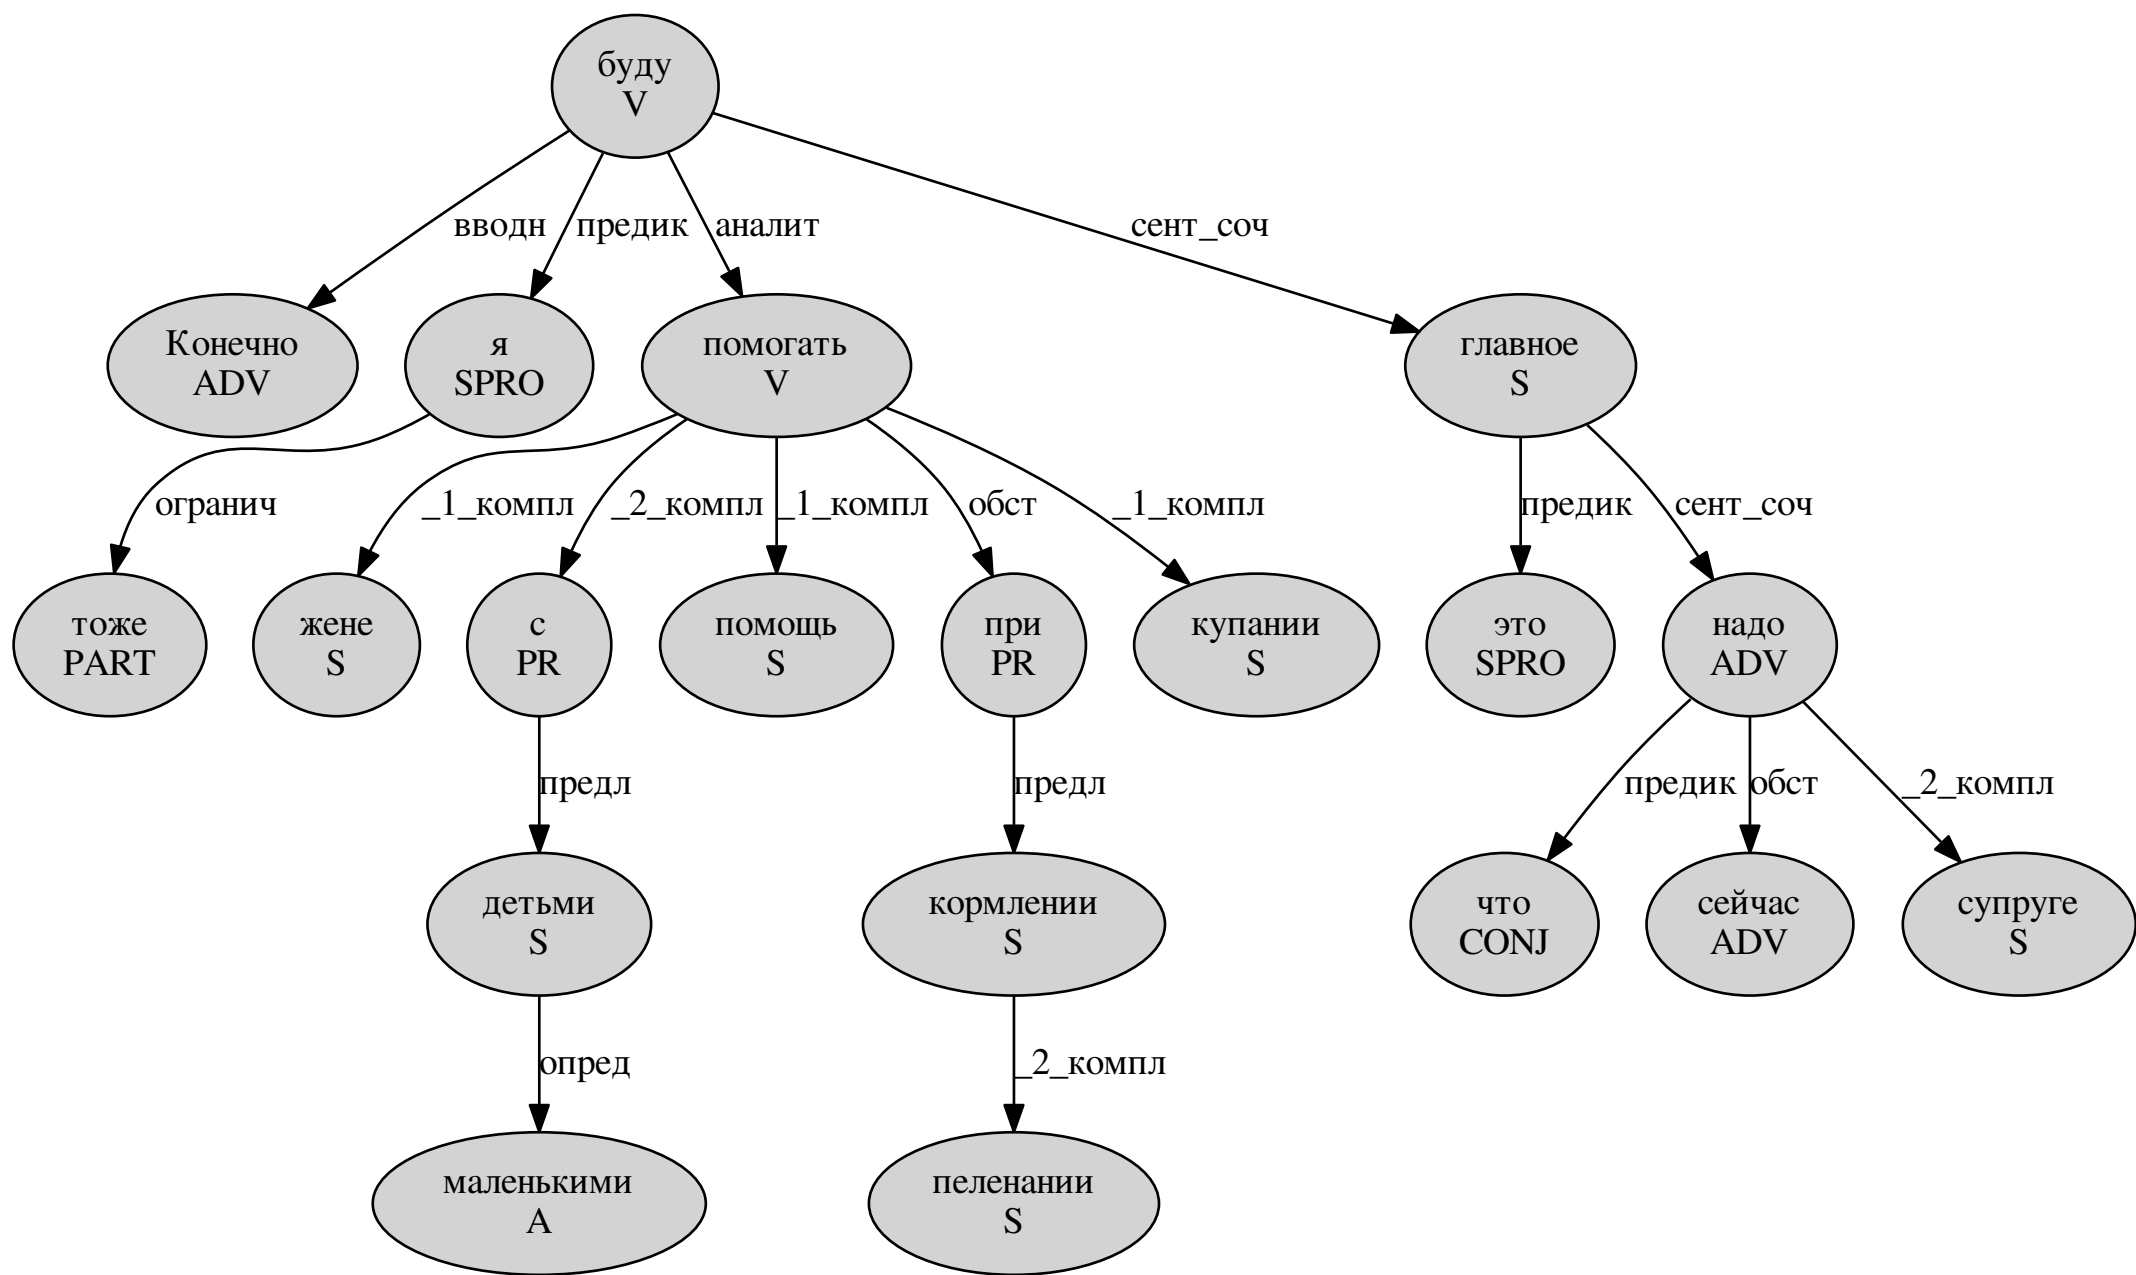 буду
V
вводн
предик
аналит
сент_соч
Конечно
ADV
я
SPRO
помогать
V
главное
S
огранич
_1_компл
_2_компл
_1_компл
обст
_1_компл
предик
сент_соч
тоже
PART
жене
S
с
PR
помощь
S
при
PR
купании
S
это
SPRO
надо
ADV
предл
предл
предик
обст
_2_компл
детьми
S
кормлении
S
что
CONJ
сейчас
ADV
супруге
S
опред
_2_компл
маленькими
A
пеленании
S